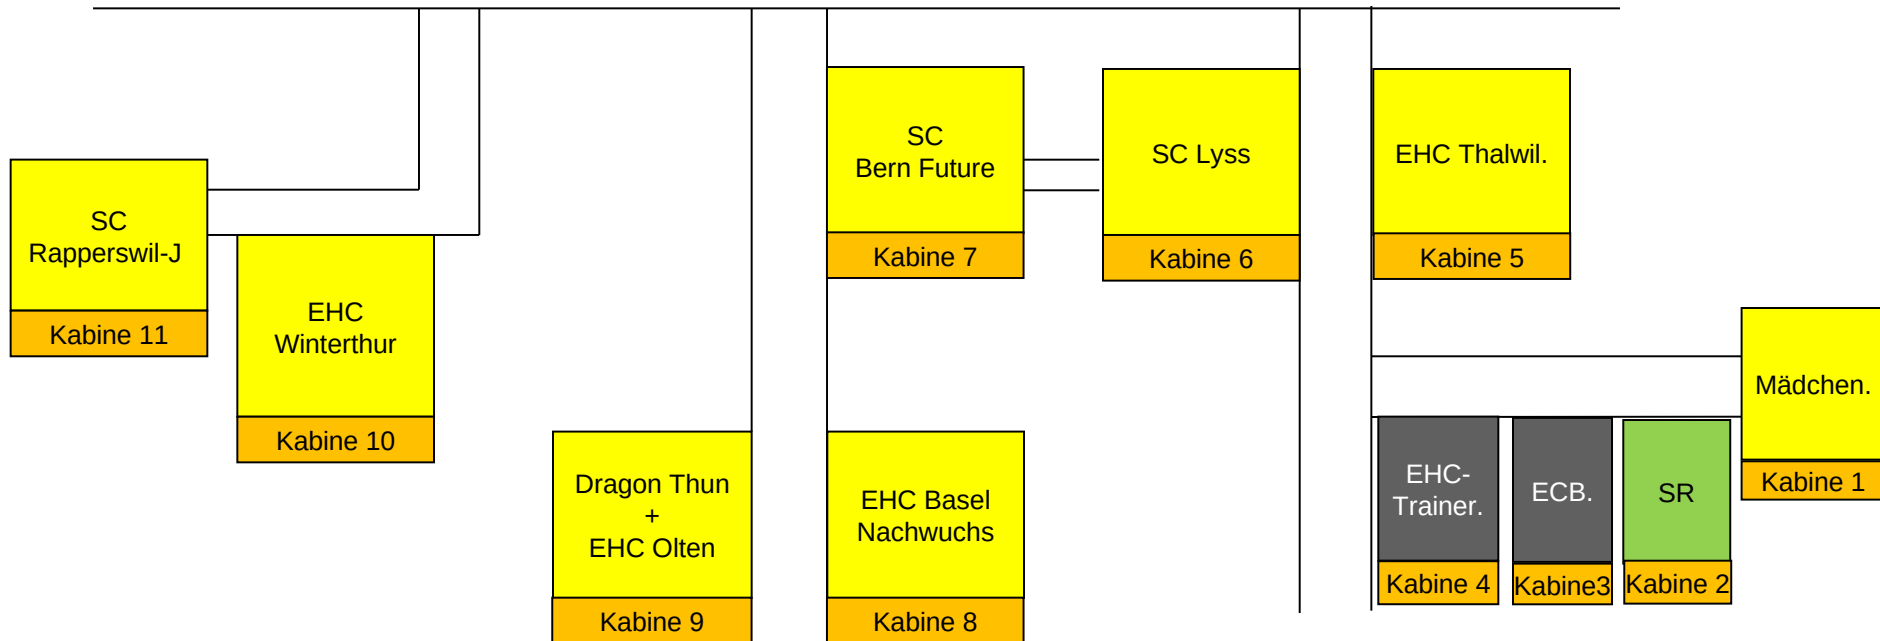 SC
Rapperswil-J
Kabine 11
EHC
Winterthur
Kabine 10
Dragon Thun
+
EHC Olten
Kabine 9
SC
Bern Future
Kabine 7
EHC Basel
Nachwuchs
Kabine 8
SC Lyss
Kabine 6
EHC Thalwil.
Kabine 5
EHC-
Trainer.
Kabine 4
ECB.
Kabine3
SR
Kabine 2
Mädchen.
Kabine 1